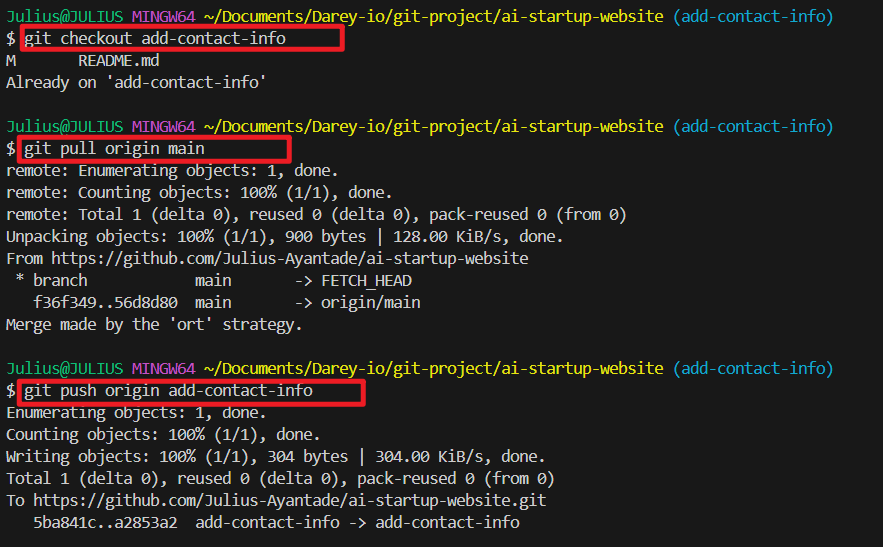 Julius@JULIUS MINGW64 ~/Documents/Darey-io/git-project/ai-startup-website (add-contact-info)
$ git checkout add-contact-info
M       README.md
Already on 'add-contact-info'
Julius@JULIUS MINGW64 ~/Documents/Darey-io/git-project/ai-startup-website (add-contact-info)
$ git pull origin main
remote: Enumerating objects: 1, done.
remote: Counting objects: 100% (1/1), done.
remote: Total 1 (delta 0), reused 0 (delta 0), pack-reused 0 (from 0)
Unpacking objects: 100% (1/1), 900 bytes | 128.00 KiB/s, done.
From https://github.com/Julius-Ayantade/ai-startup-website
 * branch            main       -> FETCH_HEAD
   f36f349..56d8d80  main       -> origin/main
Merge made by the 'ort' strategy.
Julius@JULIUS MINGW64 ~/Documents/Darey-io/git-project/ai-startup-website (add-contact-info)
$ git push origin add-contact-info
Enumerating objects: 1, done.
Counting objects: 100% (1/1), done.
Writing objects: 100% (1/1), 304 bytes | 304.00 KiB/s, done.
Total 1 (delta 0), reused 0 (delta 0), pack-reused 0 (from 0)
To https://github.com/Julius-Ayantade/ai-startup-website.git
   5ba841c..a2853a2  add-contact-info -> add-contact-info